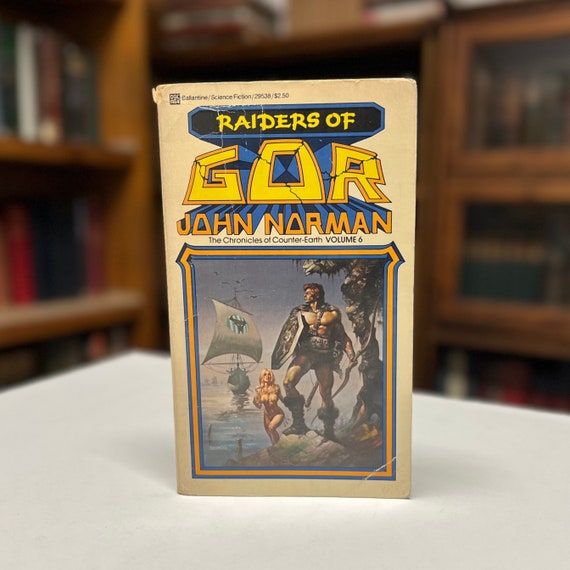 Ballantine/Science Fiction/29538/$2.50
RAIDERS OF
GOR
JOHN NORMAN
The Chronicles of Counter-Earth VOLUME 6